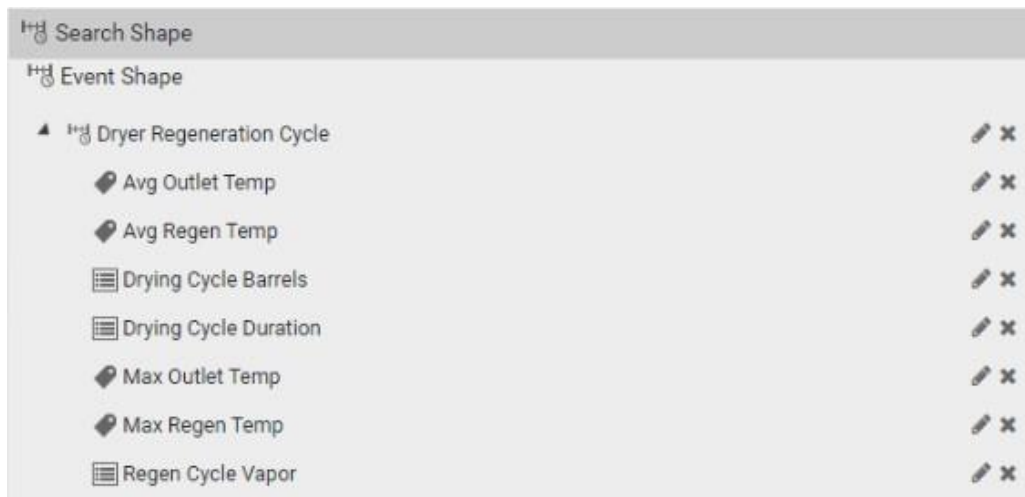 Search Shape
Event Shape
Dryer Regeneration Cycle
Avg Outlet Temp
Avg Regen Temp
Drying Cycle Barrels
Drying Cycle Duration
Max Outlet Temp
Max Regen Temp
Regen Cycle Vapor